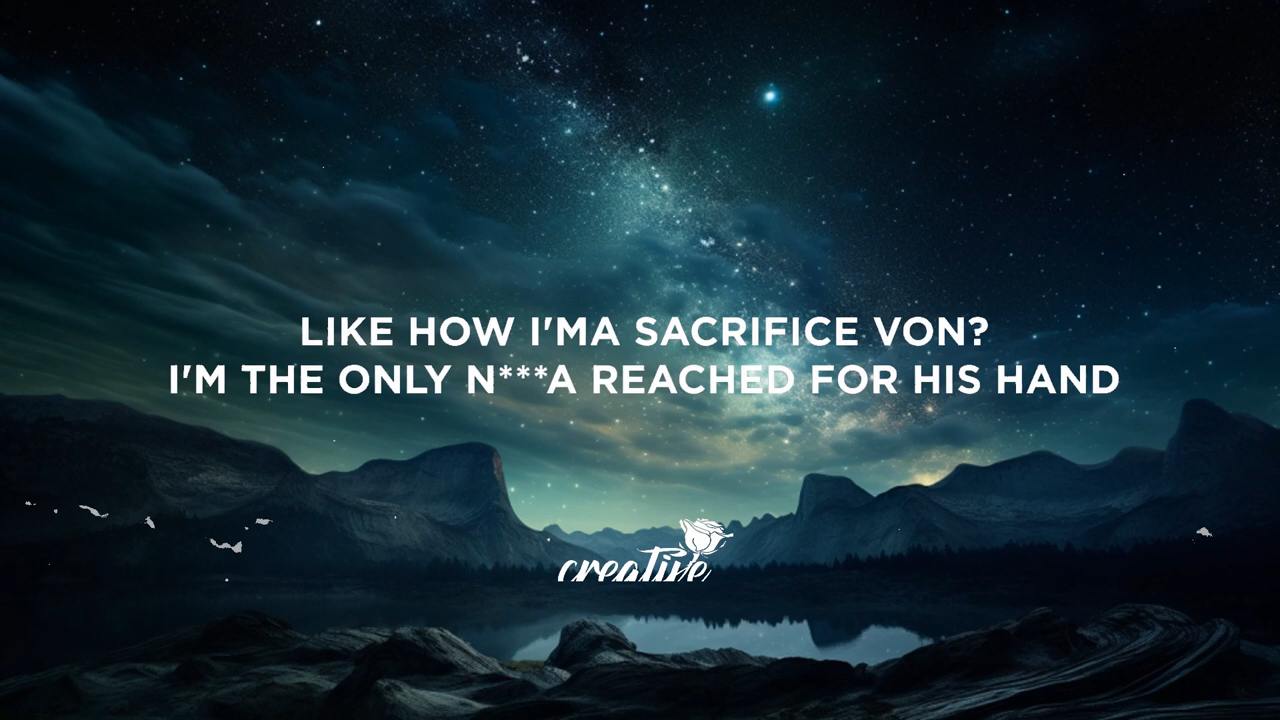 LIKE HOW I'MA SACRIFICE VON?
I'M THE ONLY N***A REACHED FOR HIS HAND
creative